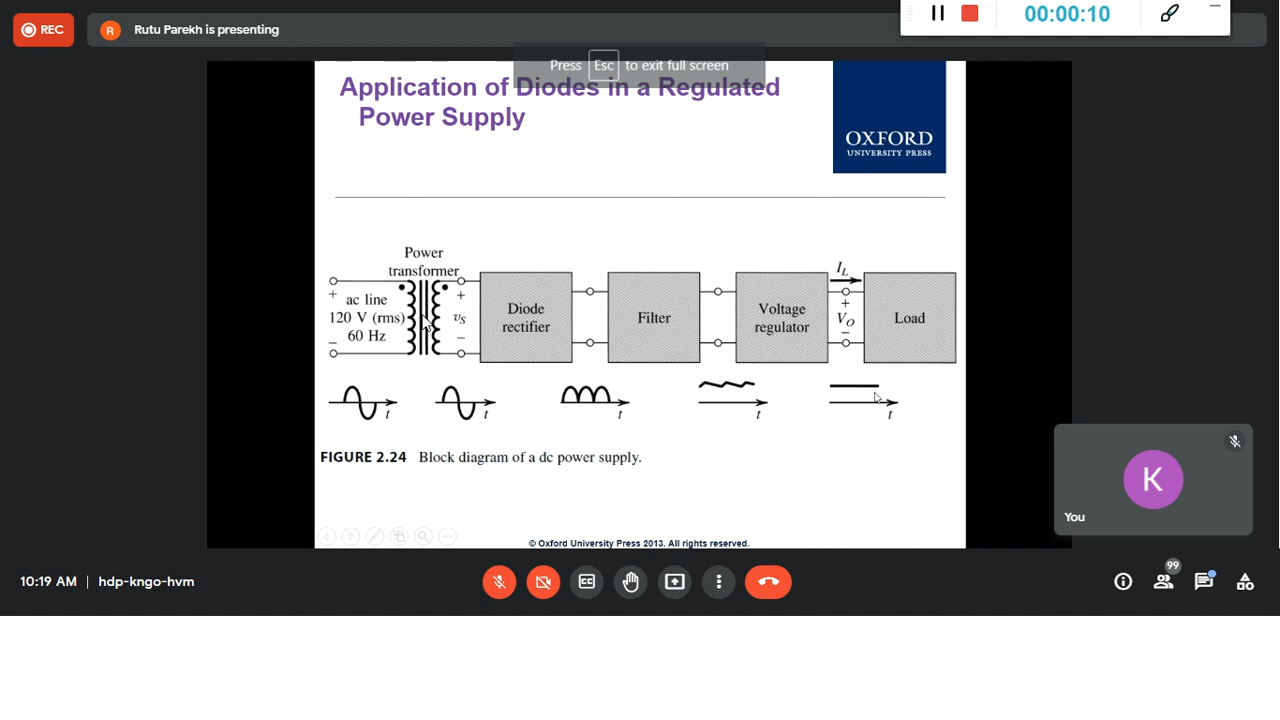 REC
R
Rutu Parekh is presenting
00:00:10
Press Esc to exit full screen
Application of Diodes in a Regulated
Power Supply
OXFORD
UNIVERSITY PRESS
Power
transformer
+
ac line
120 V (rms)
60 Hz
−
+
υS
−
Diode
rectifier
Filter
Voltage
regulator
IL
+
VO
−
Load
t
t
t
t
t
FIGURE 2.24 Block diagram of a dc power supply.
© Oxford University Press 2013. All rights reserved.
K
You
10:19 AM | hdp-kngo-hvm
CC
99